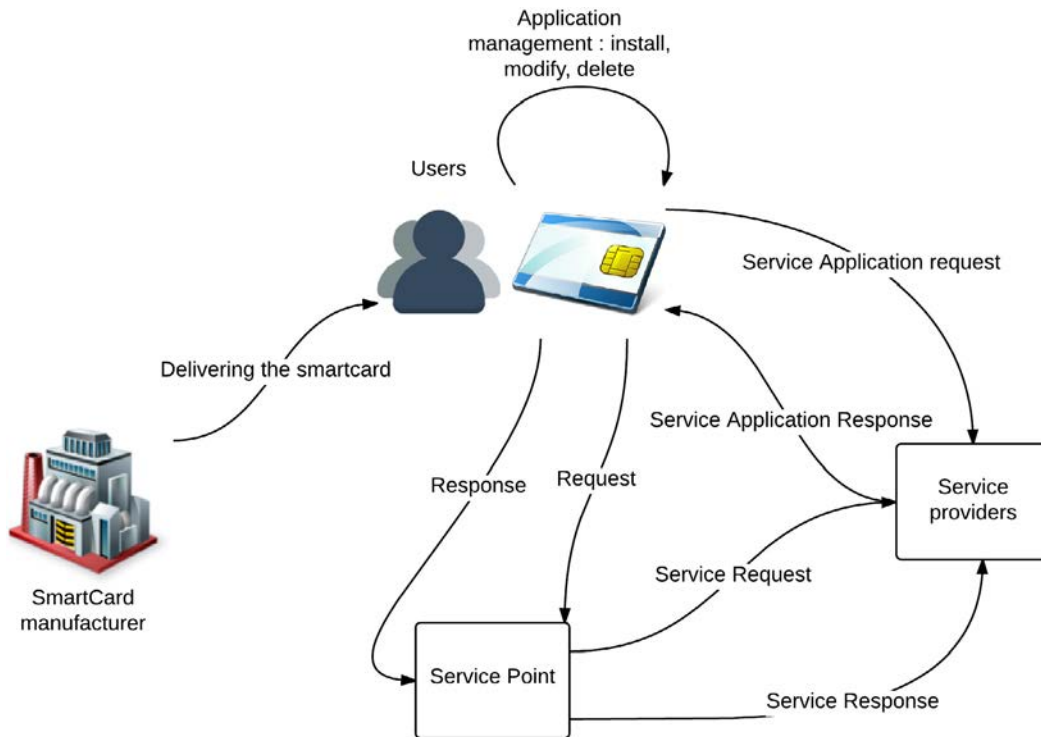 Application
management : install,
modify, delete
Users
Service Application request
Delivering the smartcard
Service Application Response
Response
Request
Service
providers
Service Request
SmartCard
manufacturer
Service Point
Service Response